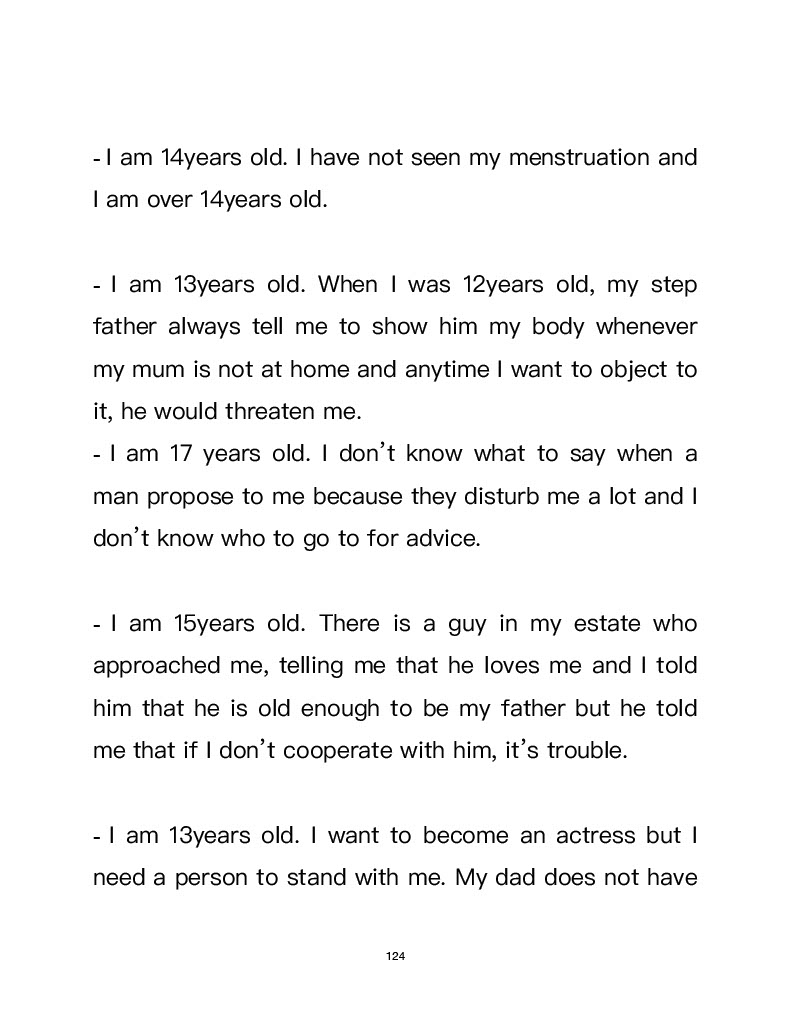 - I am 14years old. I have not seen my menstruation and
I am over 14years old.
- I am 13years old. When I was 12years old, my step
father always tell me to show him my body whenever
my mum is not at home and anytime I want to object to
it, he would threaten me.
- I am 17 years old. I don’t know what to say when a
man propose to me because they disturb me a lot and I
don’t know who to go to for advice.
- I am 15years old. There is a guy in my estate who
approached me, telling me that he loves me and I told
him that he is old enough to be my father but he told
me that if I don’t cooperate with him, it’s trouble.
- I am 13years old. I want to become an actress but I
need a person to stand with me. My dad does not have
124